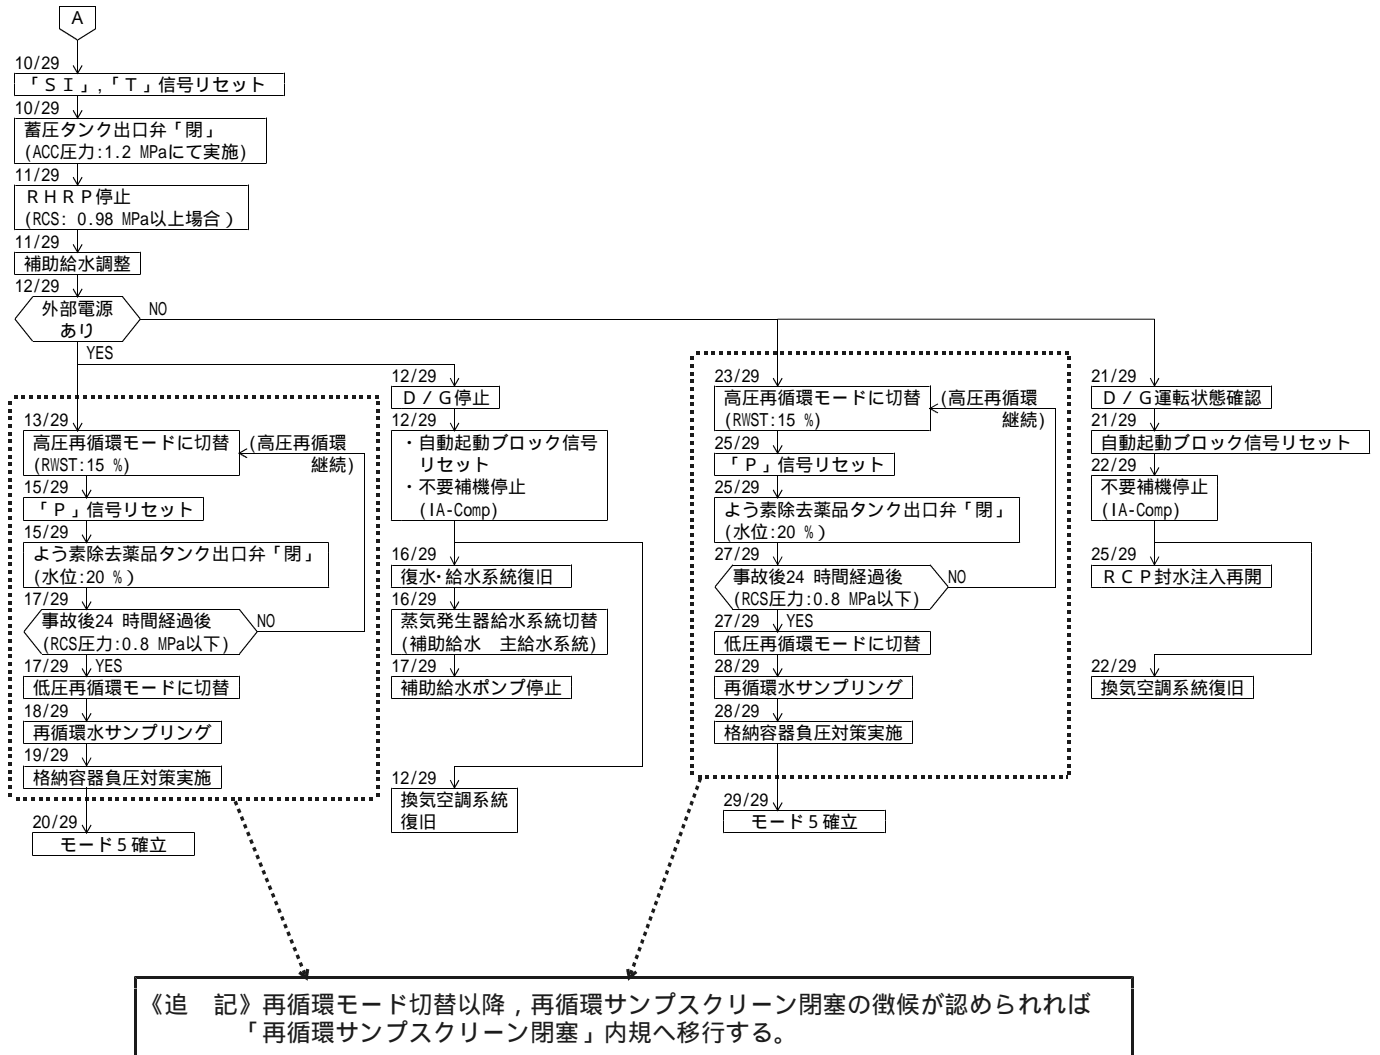 A
10/29
「ＳＩ」,「Ｔ」信号リセット
10/29
蓄圧タンク出口弁「閉」
(ACC圧力:1.2 MPaにて実施)
11/29
ＲＨＲＰ停止
(RCS: 0.98 MPa以上場合）
11/29
補助給水調整
12/29
外部電源
あり
NO
YES
13/29
高圧再循環モードに切替
(RWST:15 %)
(高圧再循環
継続)
15/29
「Ｐ」信号リセット
15/29
よう素除去薬品タンク出口弁「閉」
(水位:20 %）
17/29
事故後24 時間経過後
(RCS圧力:0.8 MPa以下)
NO
17/29
YES
低圧再循環モードに切替
18/29
再循環水サンプリング
19/29
格納容器負圧対策実施
20/29
モード５確立
12/29
Ｄ／Ｇ停止
12/29
・自動起動ブロック信号
リセット
・不要補機停止
(IA-Comp)
16/29
復水・給水系統復旧
16/29
蒸気発生器給水系統切替
(補助給水　主給水系統)
17/29
補助給水ポンプ停止
12/29
換気空調系統
復旧
23/29
高圧再循環モードに切替
(RWST:15 %)
(高圧再循環
継続)
25/29
「Ｐ」信号リセット
25/29
よう素除去薬品タンク出口弁「閉」
(水位:20 %）
27/29
事故後24 時間経過後
(RCS圧力:0.8 MPa以下)
NO
27/29
YES
低圧再循環モードに切替
28/29
再循環水サンプリング
28/29
格納容器負圧対策実施
29/29
モード５確立
21/29
Ｄ／Ｇ運転状態確認
21/29
自動起動ブロック信号リセット
22/29
不要補機停止
(IA-Comp)
25/29
ＲＣＰ封水注入再開
22/29
換気空調系統復旧
《追　記》再循環モード切替以降，再循環サンプスクリーン閉塞の徴候が認められれば
「再循環サンプスクリーン閉塞」内規へ移行する。